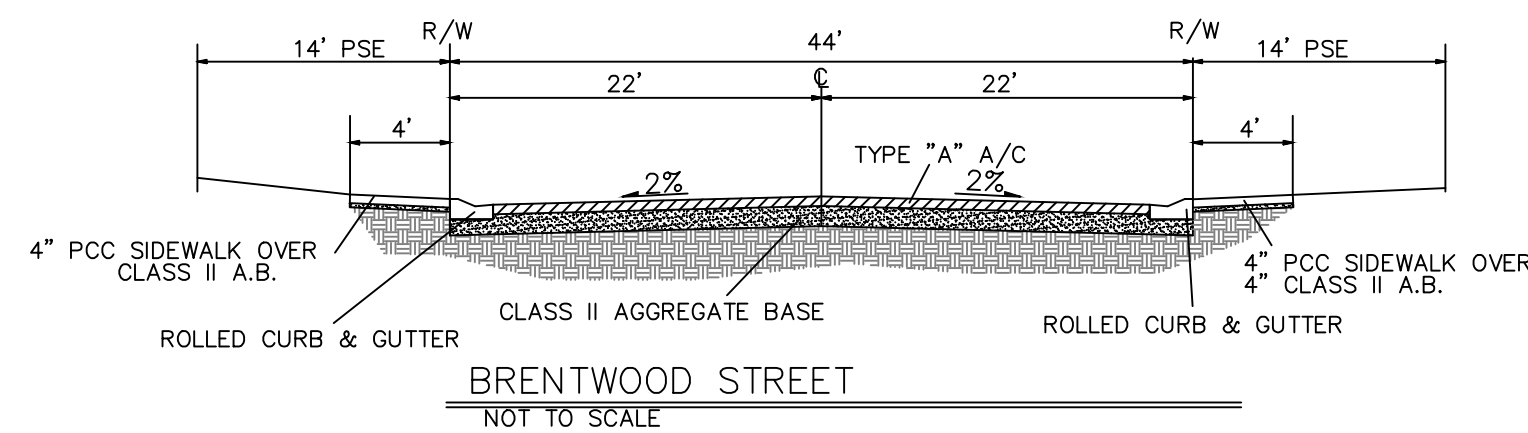 R/W
R/W
14' PSE
44'
14' PSE
22'
℄
22'
4'
4'
TYPE "A" A/C
2%
2%
4" PCC SIDEWALK OVER
CLASS II A.B.
4" PCC SIDEWALK OVER
4" CLASS II A.B.
CLASS II AGGREGATE BASE
ROLLED CURB & GUTTER
ROLLED CURB & GUTTER
BRENTWOOD STREET
NOT TO SCALE